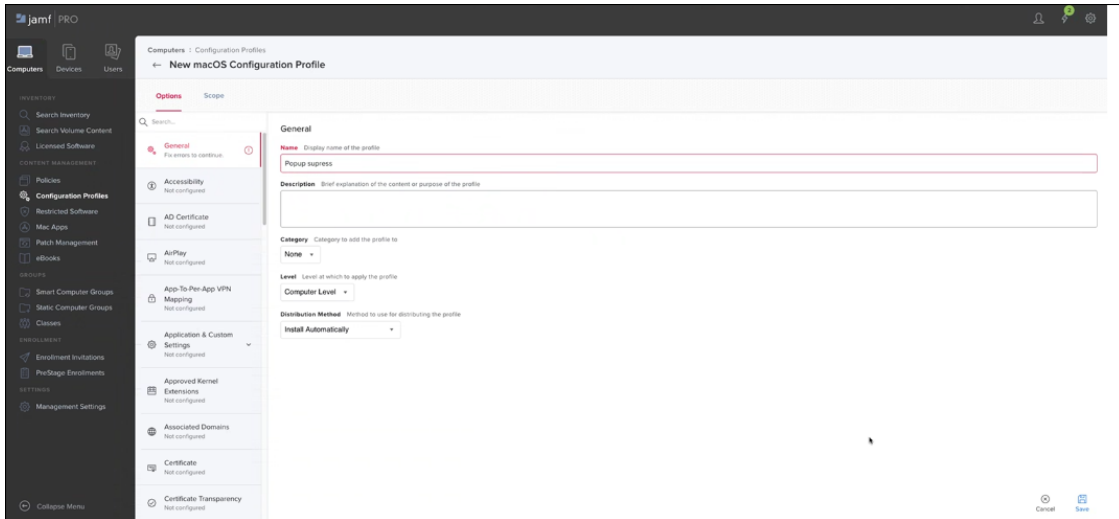 jamf PRO
2
Computers Devices Users
INVENTORY
Search Inventory
Search Volume Content
Licensed Software
CONTENT MANAGEMENT
Policies
Configuration Profiles
Restricted Software
Mac Apps
Patch Management
eBooks
GROUPS
Smart Computer Groups
Static Computer Groups
Classes
ENROLLMENT
Enrollment Invitations
PreStage Enrollments
SETTINGS
Management Settings
Collapse Menu
Computers : Configuration Profiles
← New macOS Configuration Profile
Options Scope
Search...
General
Fix errors to continue.
Accessibility
Not configured
AD Certificate
Not configured
AirPlay
Not configured
App-To-Per-App VPN
Mapping
Not configured
Application & Custom
Settings
Not configured
Approved Kernel
Extensions
Not configured
Associated Domains
Not configured
Certificate
Not configured
Certificate Transparency
Not configured
General
Name Display name of the profile
Popup supress
Description Brief explanation of the content or purpose of the profile
Category Category to add the profile to
None
Level Level at which to apply the profile
Computer Level
Distribution Method Method to use for distributing the profile
Install Automatically
Cancel Save